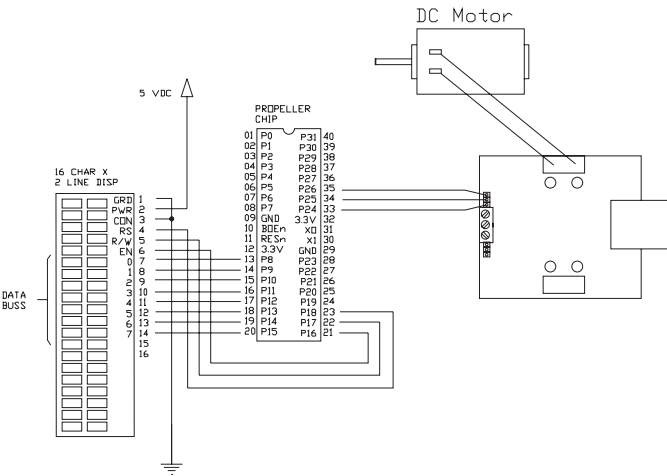 DC Motor
5 VDC
PROPELLER
CHIP
16 CHAR X
2 LINE DISP
GRD 1
PWR 2
CON 3
RS 4
R/W 5
EN 6
0 7
1 8
2 9
3 10
4 11
5 12
6 13
7 14
15
16
DATA
BUSS
01 P0 P31 40
02 P1 P30 39
03 P2 P29 38
04 P3 P28 37
05 P4 P27 36
06 P5 P26 35
07 P6 P25 34
08 P7 P24 33
09 GND 3.3V 32
10 BOEn XO 31
11 RESn X1 30
12 3.3V GND 29
13 P8 P23 28
14 P9 P22 27
15 P10 P21 26
16 P11 P20 25
17 P12 P19 24
18 P13 P18 23
19 P14 P17 22
20 P15 P16 21